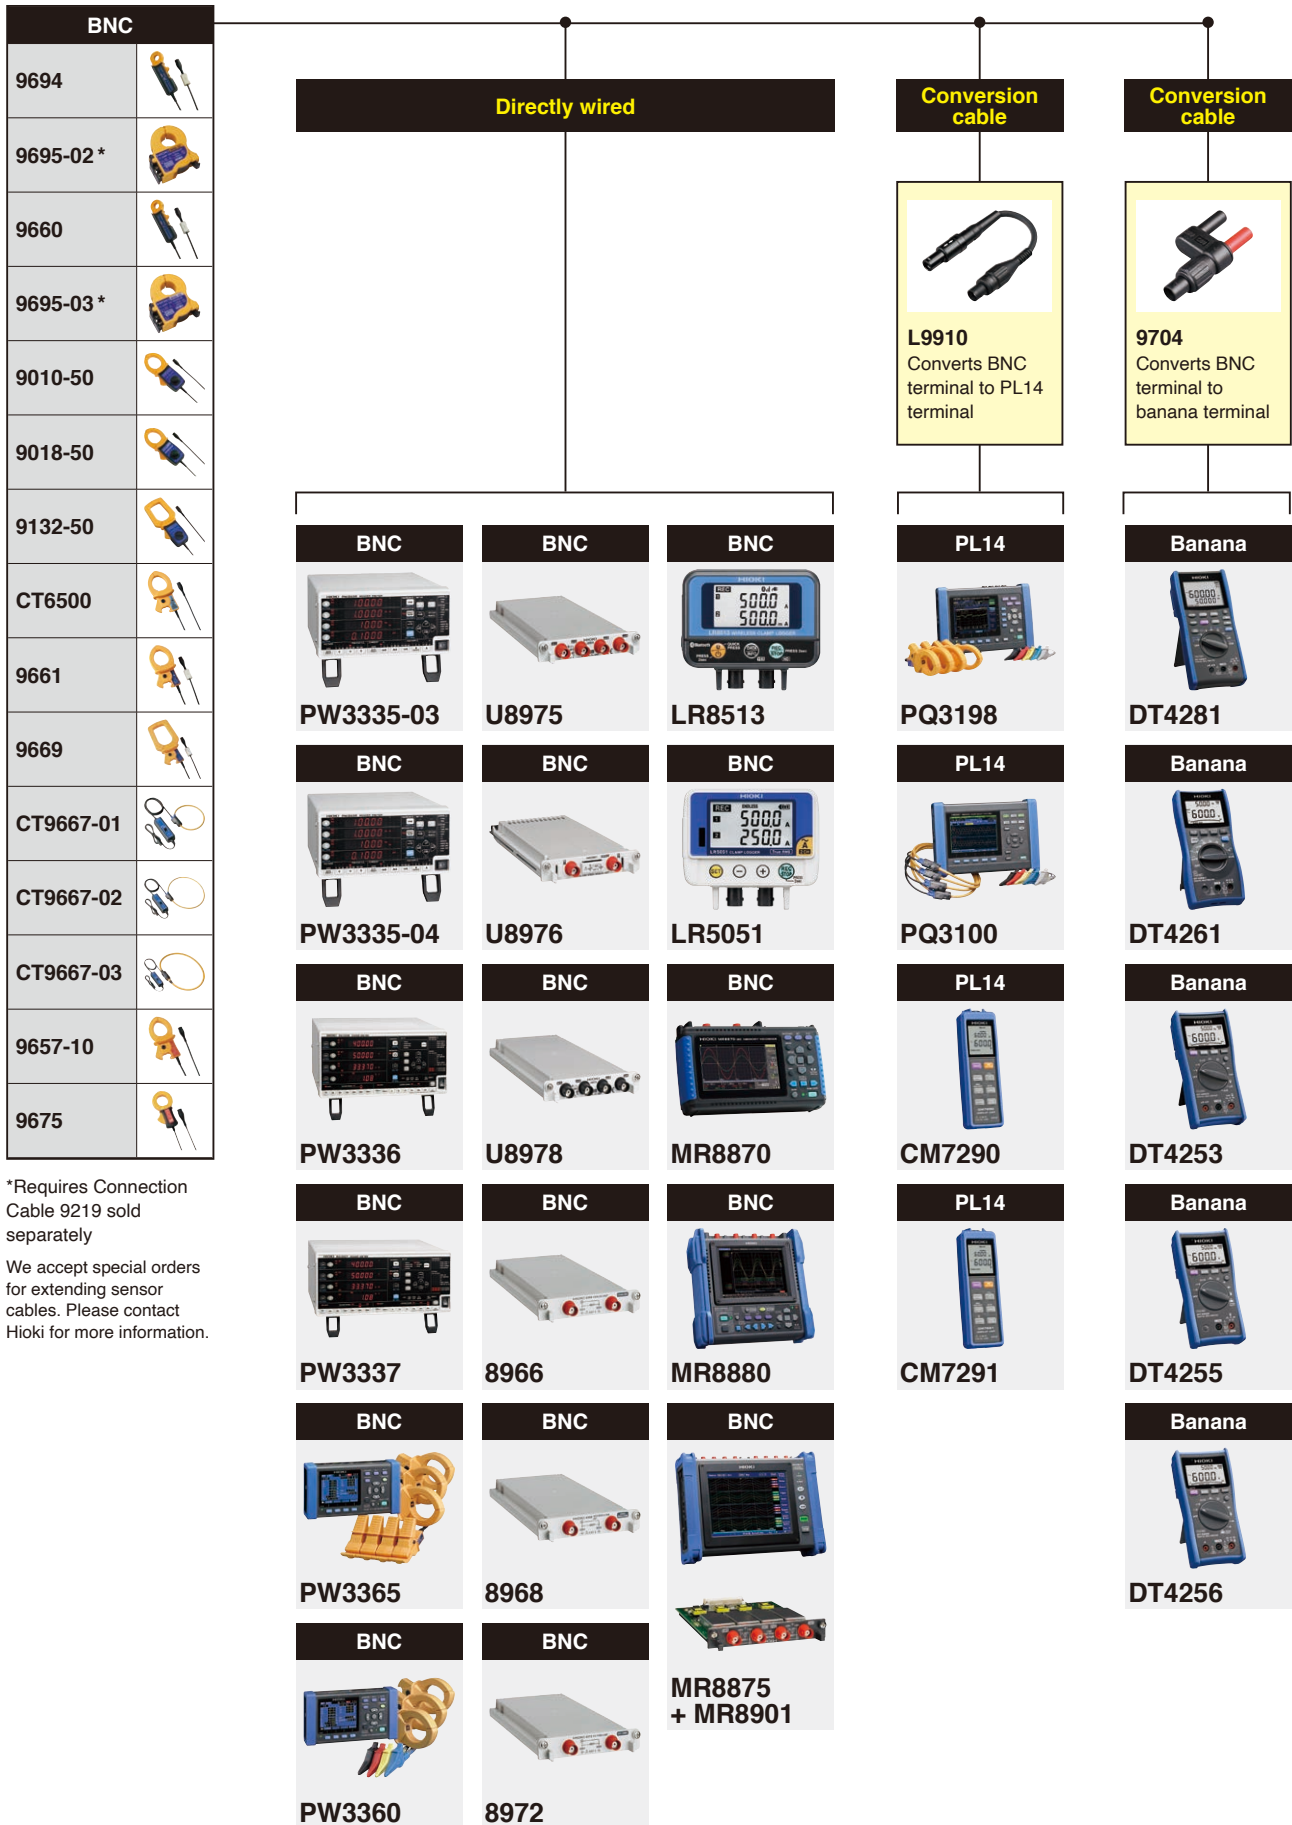 BNC
9694
9695-02 *
9660
9695-03 *
9010-50
9018-50
9132-50
CT6500
9661
9669
CT9667-01
CT9667-02
CT9667-03
9657-10
9675
*Requires Connection
Cable 9219 sold
separately
We accept special orders
for extending sensor
cables. Please contact
Hioki for more information.
Directly wired
Conversion
cable
Conversion
cable
L9910
Converts BNC
terminal to PL14
terminal
9704
Converts BNC
terminal to
banana terminal
BNC
BNC
BNC
PL14
Banana
PW3335-03
U8975
LR8513
PQ3198
DT4281
BNC
BNC
BNC
PL14
Banana
PW3335-04
U8976
LR5051
PQ3100
DT4261
BNC
BNC
BNC
PL14
Banana
PW3336
U8978
MR8870
CM7290
DT4253
BNC
BNC
BNC
PL14
Banana
PW3337
8966
MR8880
CM7291
DT4255
BNC
BNC
BNC
Banana
PW3365
8968
MR8875
+ MR8901
DT4256
BNC
BNC
PW3360
8972